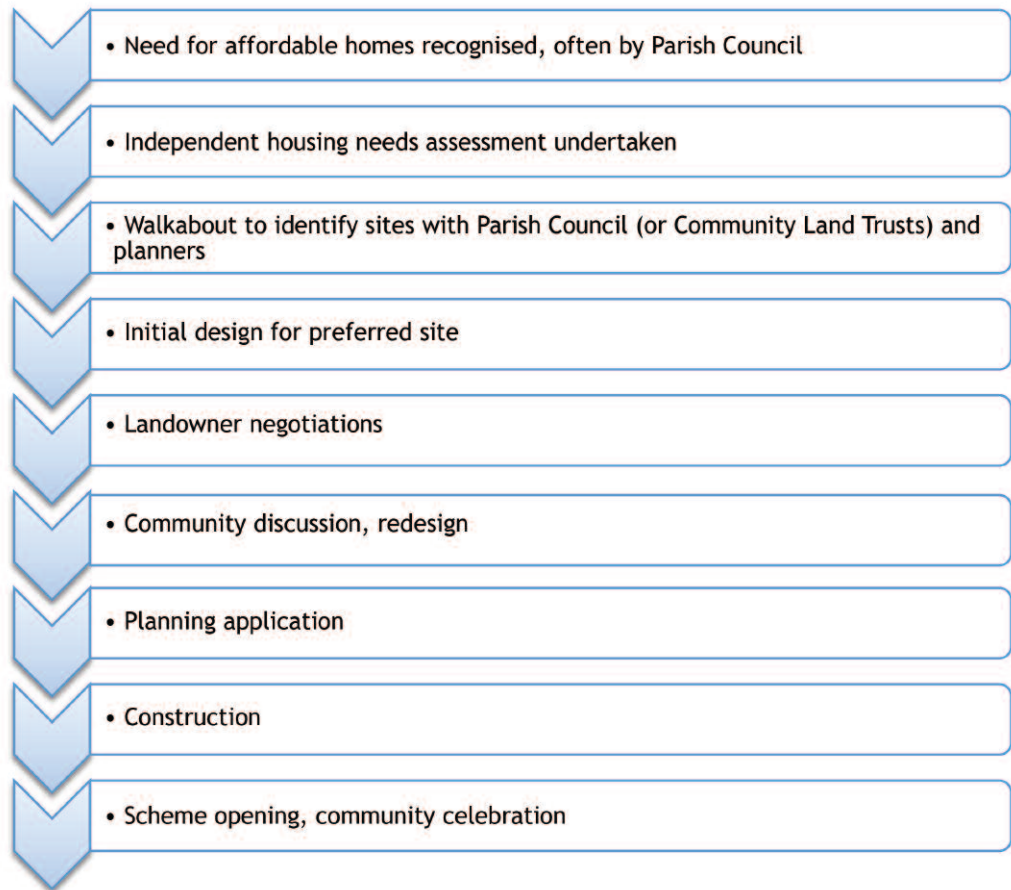 • Need for affordable homes recognised, often by Parish Council
• Independent housing needs assessment undertaken
• Walkabout to identify sites with Parish Council (or Community Land Trusts) and
planners
• Initial design for preferred site
• Landowner negotiations
• Community discussion, redesign
• Planning application
• Construction
• Scheme opening, community celebration